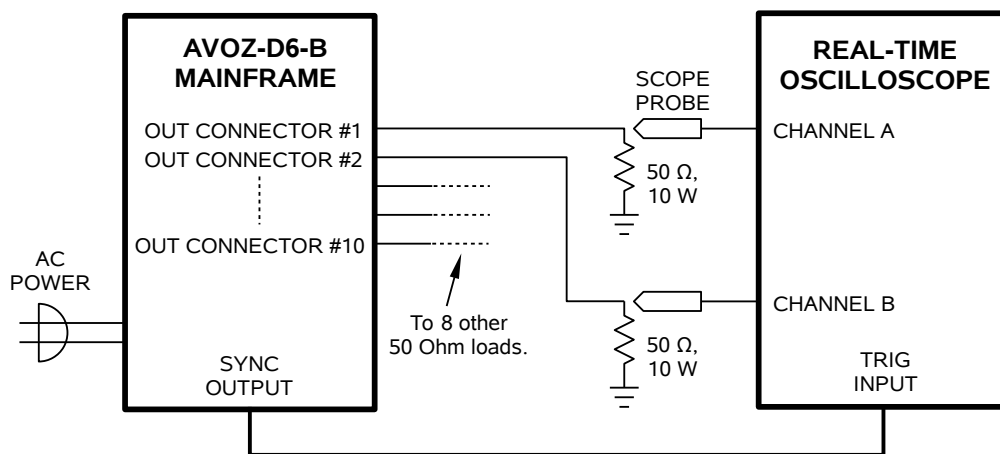 AVOZ-D6-B
MAINFRAME
OUT CONNECTOR #1
OUT CONNECTOR #2
OUT CONNECTOR #10
AC
POWER
SYNC
OUTPUT
To 8 other
50 Ohm loads.
SCOPE
PROBE
50 Ω,
10 W
50 Ω,
10 W
REAL-TIME
OSCILLOSCOPE
CHANNEL A
CHANNEL B
TRIG
INPUT